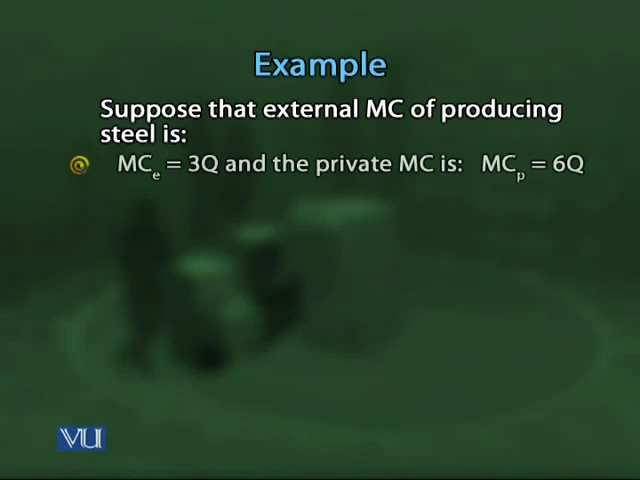 Example
Suppose that external MC of producing
steel is:
MCe = 3Q and the private MC is: MCp = 6Q
VU